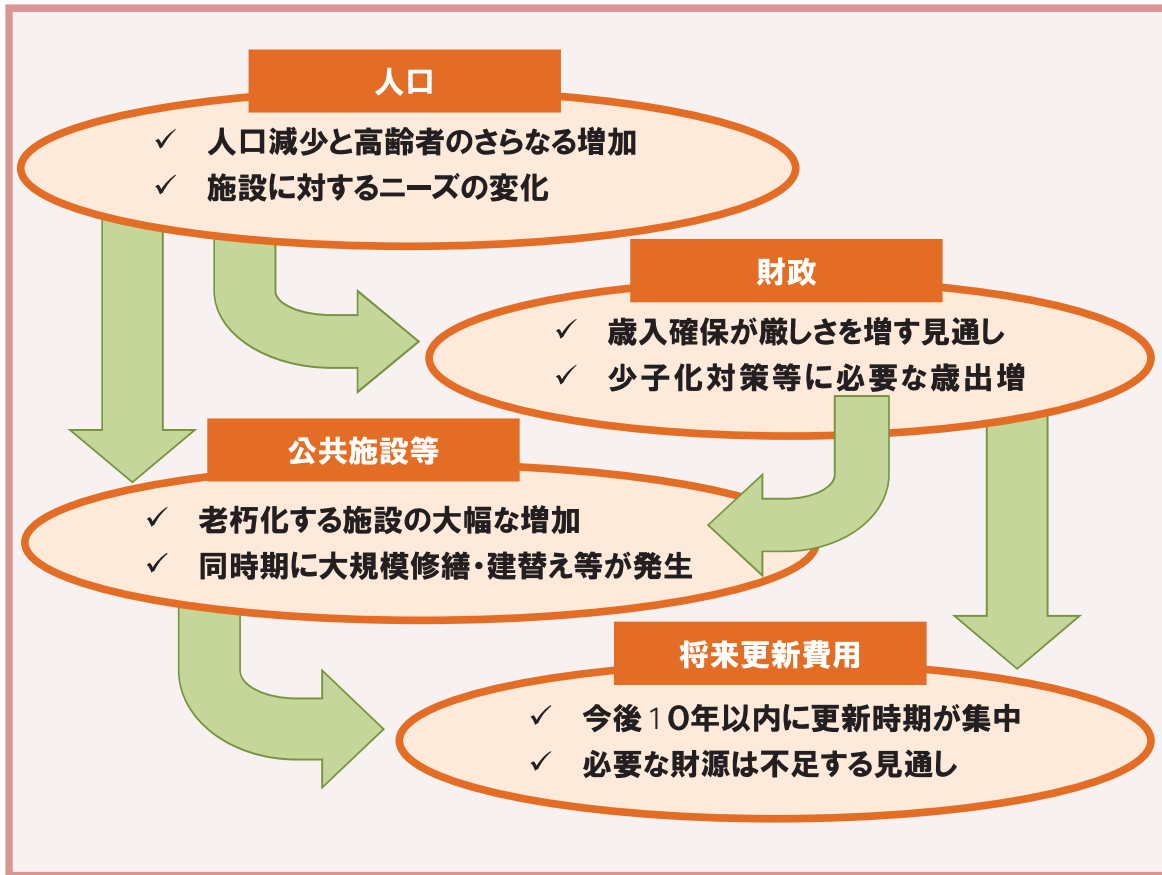 人口
✓ 人口減少と高齢者のさらなる増加
✓ 施設に対するニーズの変化
財政
✓ 歳入確保が厳しさを増す見通し
✓ 少子化対策等に必要な歳出増
公共施設等
✓ 老朽化する施設の大幅な増加
✓ 同時期に大規模修繕・建替え等が発生
将来更新費用
✓ 今後10年以内に更新時期が集中
✓ 必要な財源は不足する見通し